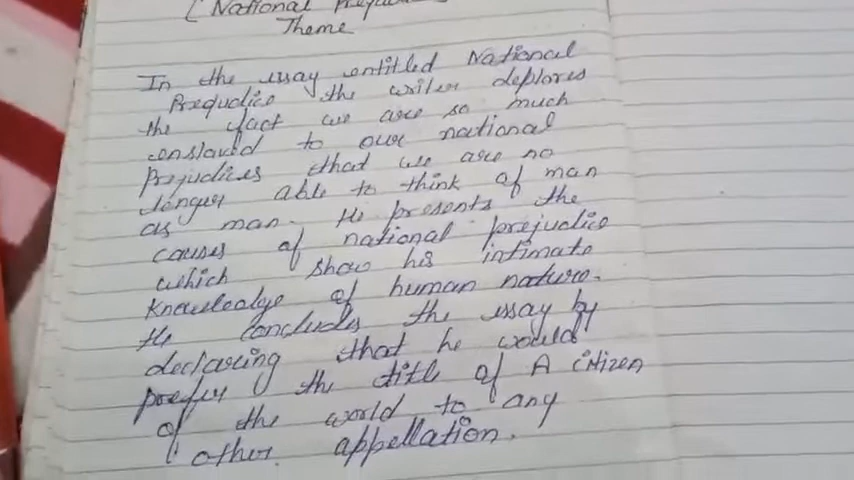 [National Prejudice
Theme
In the essay entitled National
Prequdice the writer deplores
the fact we are so much
enslaved to our national
prejudices that we are no
longer able to think of man
as man. He presents the
causes of national prejudice
which show his intimate
knowledge of human nature.
He concludes the essay by
declaring that he would
prefer the title of A citizen
of the world to any
other appellation.